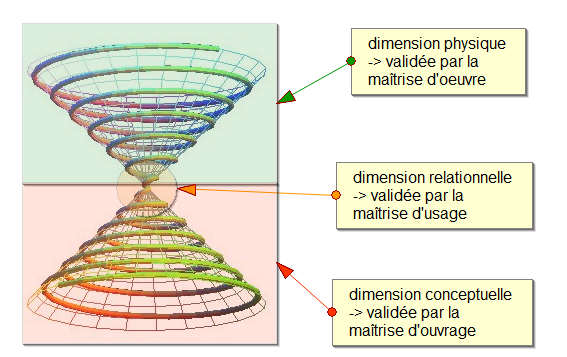 dimension physique
-> validée par la
maîtrise d'oeuvre
dimension relationnelle
-> validée par la
maîtrise d'usage
dimension conceptuelle
-> validée par la
maîtrise d'ouvrage